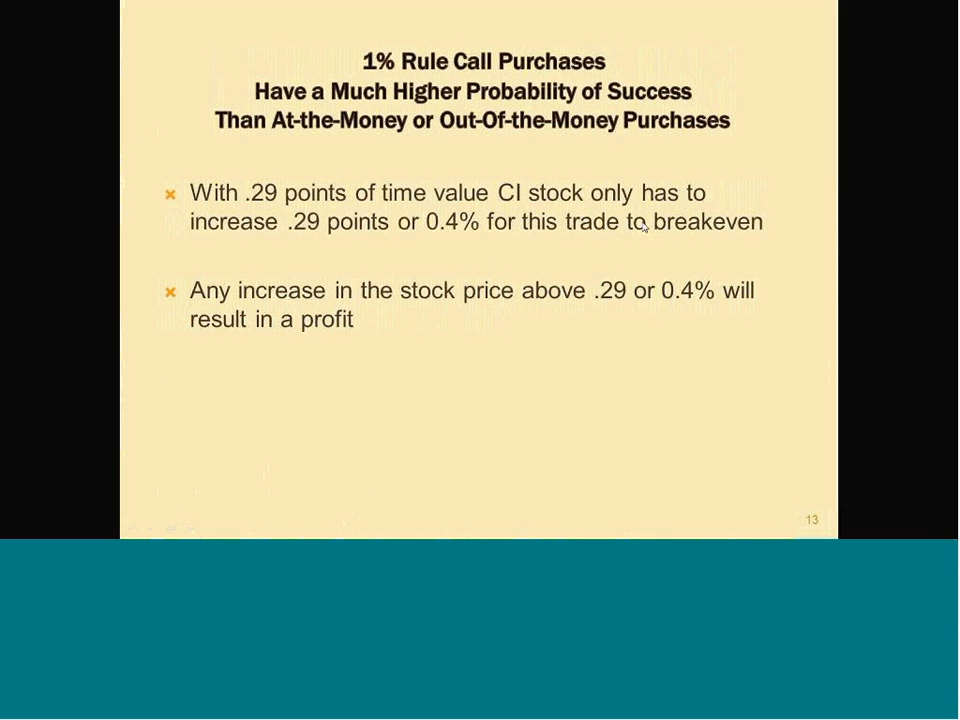 1% Rule Call Purchases
Have a Much Higher Probability of Success
Than At-the-Money or Out-Of-the-Money Purchases
With .29 points of time value CI stock only has to
increase .29 points or 0.4% for this trade to breakeven
Any increase in the stock price above .29 or 0.4% will
result in a profit
13